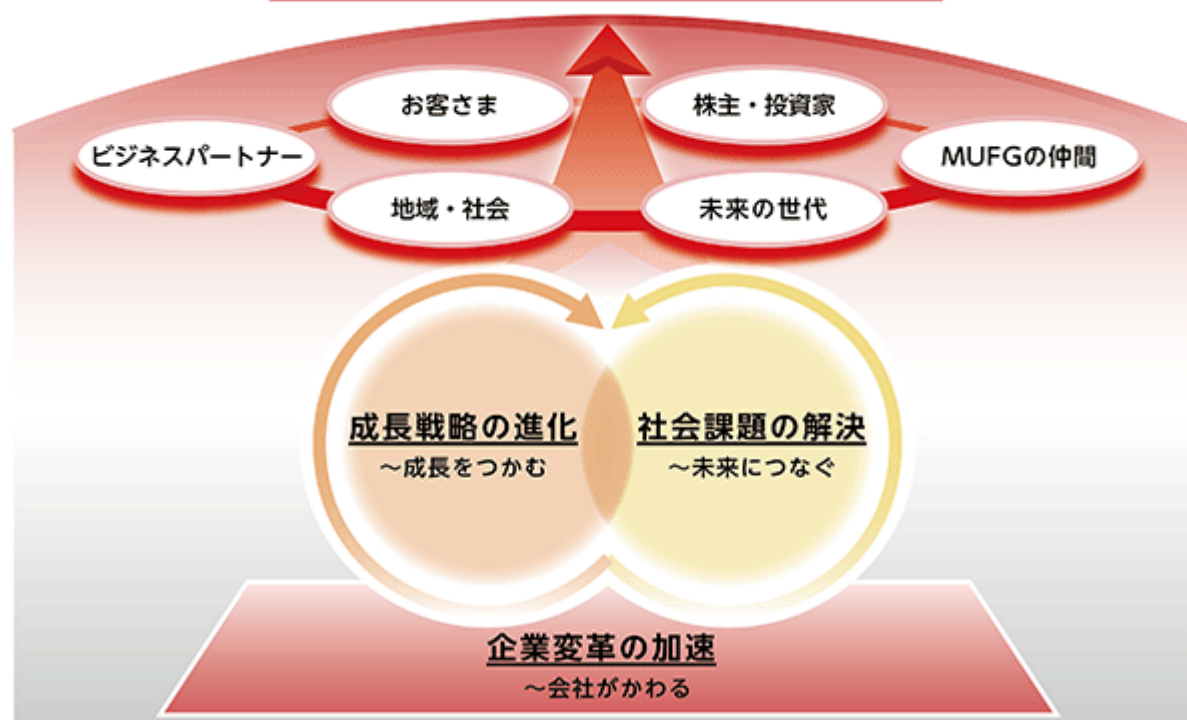 お客さま
株主・投資家
ビジネスパートナー
MUFGの仲間
地域・社会
未来の世代
成長戦略の進化
～成長をつかむ
社会課題の解決
～未来につなぐ
企業変革の加速
～会社がかわる